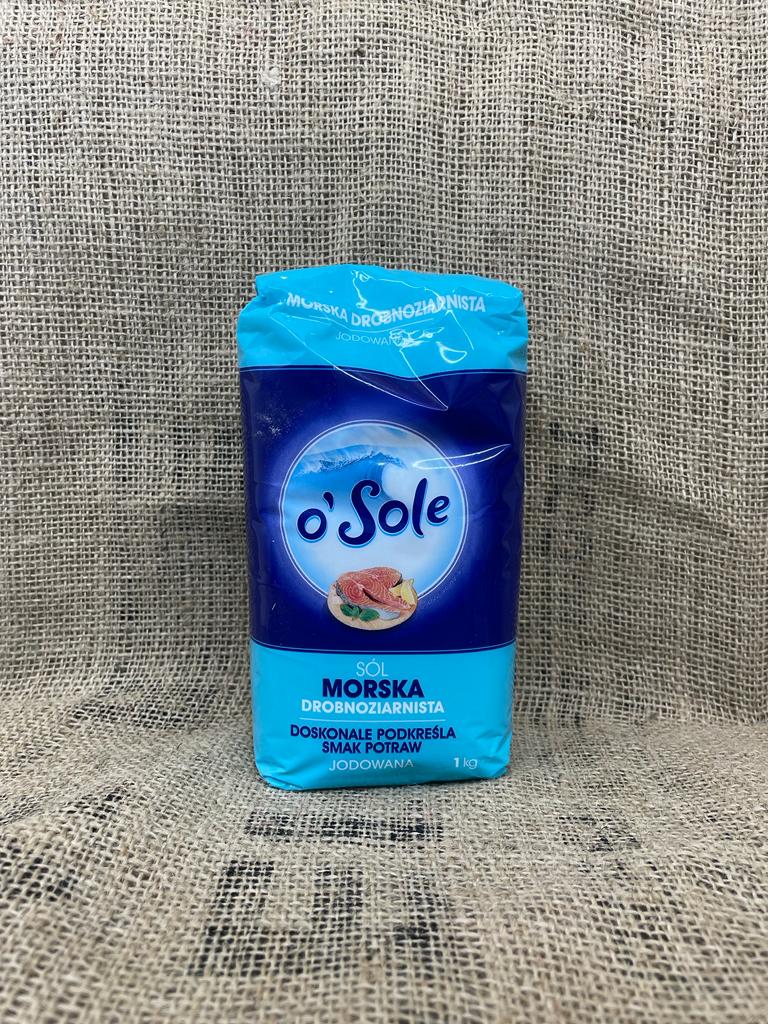 MORSKA DROBNOZIARNISTA
JODOWANA
o'Sole
SÓL
MORSKA
DROBNOZIARNISTA
DOSKONALE PODKREŚLA
SMAK POTRAW
JODOWANA 1 kg